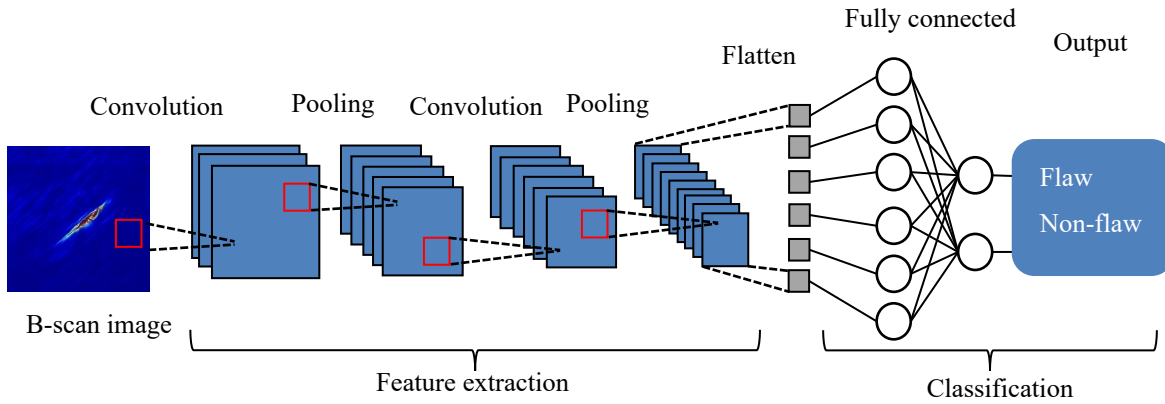 Fully connected
Output
Flatten
Convolution
Pooling
Convolution
Pooling
Flaw
Non-flaw
B-scan image
Feature extraction
Classification